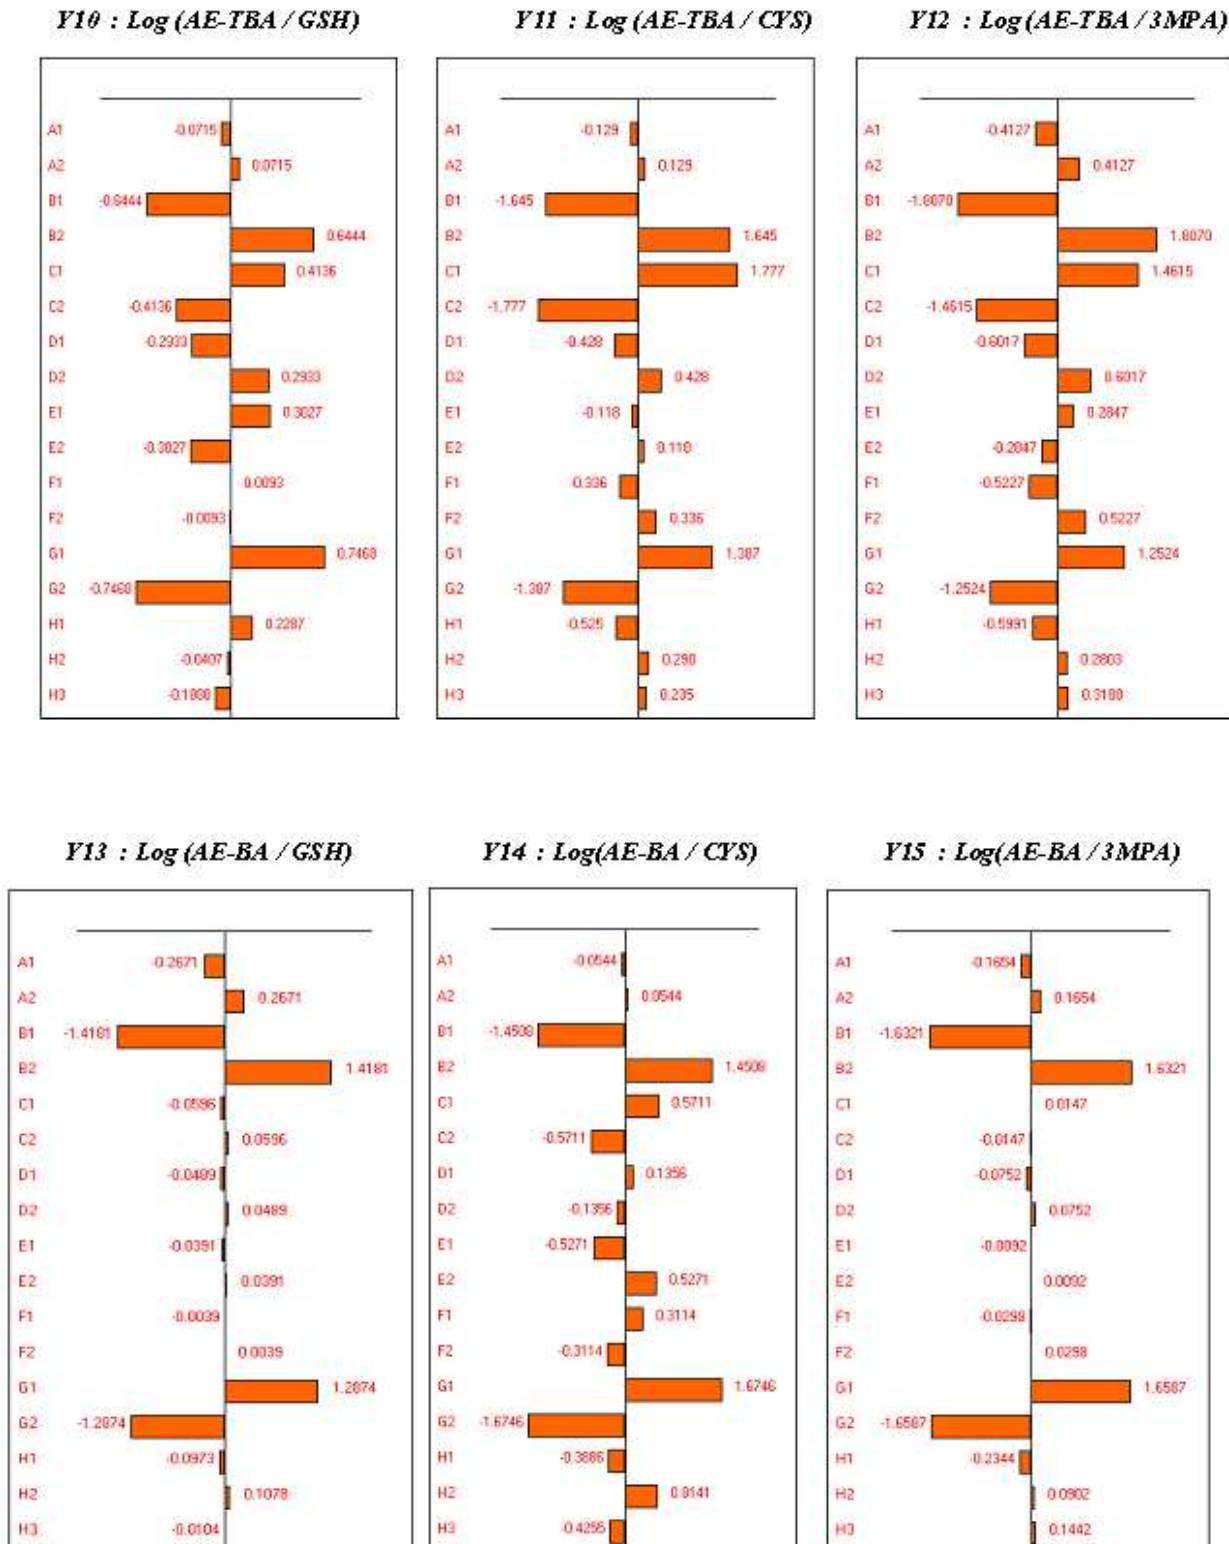 Y10 : Log (AE-TBA / GSH)
A1 -0.0715
A2 0.0715
B1 -0.6444
B2 0.6444
C1 0.4136
C2 -0.4136
D1 -0.2933
D2 0.2933
E1 0.3027
E2 -0.3027
F1 0.0093
F2 -0.0093
G1 0.7468
G2 -0.7468
H1 0.2287
H2 -0.0407
H3
Y11 : Log (AE-TBA / CYS)
A1 -0.129
A2 0.129
B1 -1.645
B2 1.645
C1 1.777
C2 -1.777
D1 -0.428
D2 0.428
E1 -0.118
E2 0.118
F1 -0.336
F2 0.336
G1 1.387
G2 -1.387
H1 -0.525
H2 0.290
H3 0.235
Y12 : Log (AE-TBA / 3MPA)
A1 -0.4127
A2 0.4127
B1 -1.8070
B2 1.8070
C1 1.4615
C2 -1.4615
D1 -0.6017
D2 0.6017
E1 0.2847
E2 -0.2847
F1 -0.5227
F2 0.5227
G1 1.2524
G2 -1.2524
H1 -0.5991
H2 0.2803
H3 0.3188
Y13 : Log (AE-BA / GSH)
A1 -0.2671
A2 0.2671
B1 -1.4181
B2 1.4181
C1 -0.0596
C2 0.0596
D1 -0.0489
D2 0.0489
E1 -0.0391
E2 0.0391
F1 -0.0039
F2 0.0039
G1 1.2874
G2 -1.2874
H1 -0.0973
H2 0.1078
H3 -0.0104
Y14 : Log(AE-BA / CYS)
A1 -0.0544
A2 0.0544
B1 -1.4508
B2 1.4508
C1 0.5711
C2 -0.5711
D1 0.1356
D2 -0.1356
E1 -0.5271
E2 0.5271
F1 0.3114
F2 -0.3114
G1 1.6746
G2 -1.6746
H1 -0.3886
H2 0.8141
H3 -0.4255
Y15 : Log(AE-BA / 3MPA)
A1 -0.1654
A2 0.1654
B1 -1.6321
B2 1.6321
C1 0.0147
C2 -0.0147
D1 -0.0752
D2 0.0752
E1 -0.0092
E2 0.0092
F1 -0.0298
F2 0.0298
G1 1.6587
G2 -1.6587
H1 -0.2344
H2 0.0902
H3 0.1442